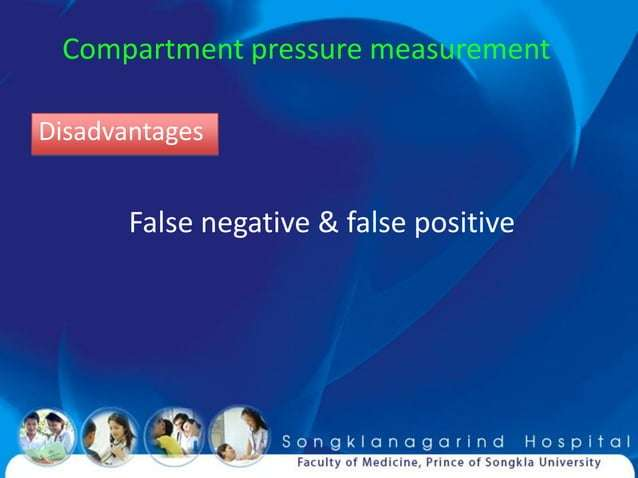 Compartment pressure measurement
Disadvantages
False negative & false positive
Songklanagarind Hospital
Faculty of Medicine, Prince of Songkla University